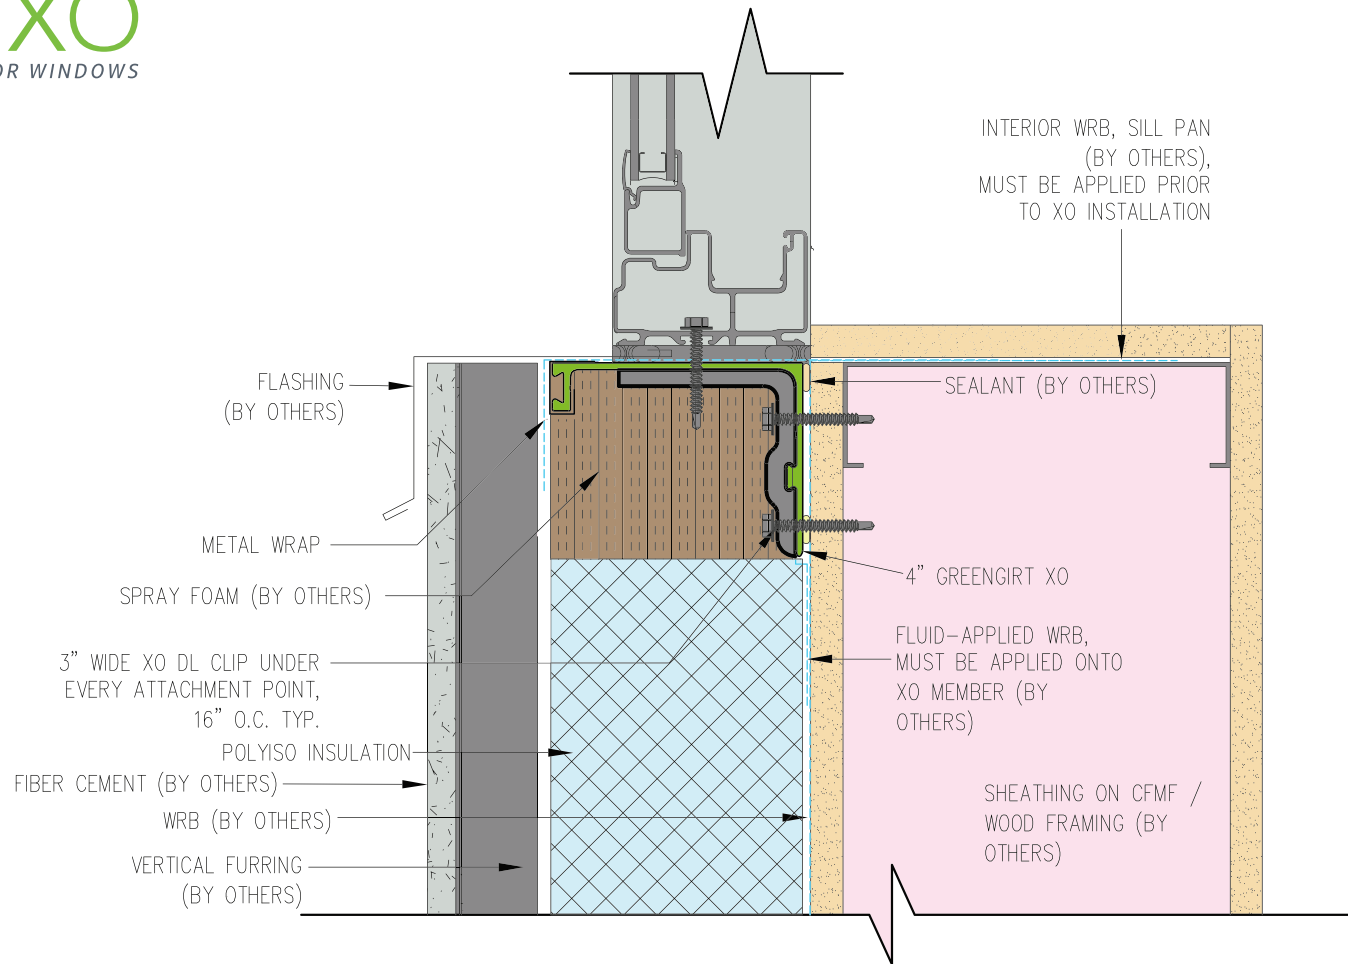 XO
OR WINDOWS
INTERIOR WRB, SILL PAN
(BY OTHERS),
MUST BE APPLIED PRIOR
TO XO INSTALLATION
FLASHING
(BY OTHERS)
SEALANT (BY OTHERS)
METAL WRAP
4" GREENGIRT XO
SPRAY FOAM (BY OTHERS)
FLUID-APPLIED WRB,
MUST BE APPLIED ONTO
XO MEMBER (BY
OTHERS)
3" WIDE XO DL CLIP UNDER
EVERY ATTACHMENT POINT,
16" O.C. TYP.
POLYISO INSULATION
FIBER CEMENT (BY OTHERS)
WRB (BY OTHERS)
SHEATHING ON CFMF /
WOOD FRAMING (BY
OTHERS)
VERTICAL FURRING
(BY OTHERS)